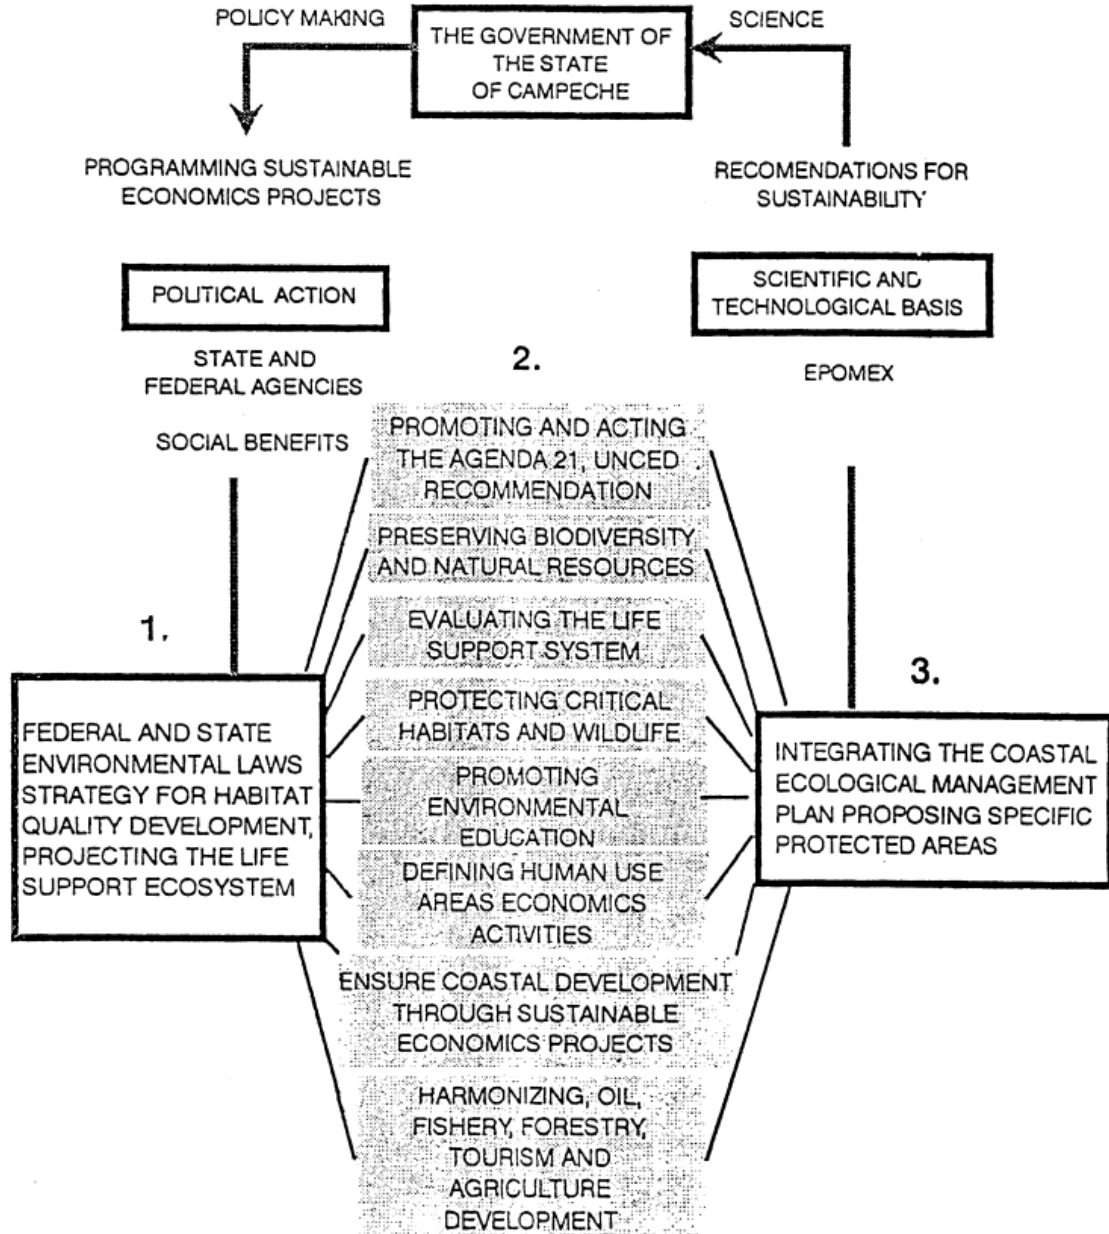 POLICY MAKING
THE GOVERNMENT OF
THE STATE
OF CAMPECHE
SCIENCE
PROGRAMMING SUSTAINABLE
ECONOMICS PROJECTS
RECOMENDATIONS FOR
SUSTAINABILITY
POLITICAL ACTION
SCIENTIFIC AND
TECHNOLOGICAL BASIS
STATE AND
FEDERAL AGENCIES
SOCIAL BENEFITS
EPOMEX
1.
FEDERAL AND STATE
ENVIRONMENTAL LAWS
STRATEGY FOR HABITAT
QUALITY DEVELOPMENT,
PROJECTING THE LIFE
SUPPORT ECOSYSTEM
2.
PROMOTING AND ACTING
THE AGENDA 21, UNCED
RECOMMENDATION
PRESERVING BIODIVERSITY
AND NATURAL RESOURCES
EVALUATING THE LIFE
SUPPORT SYSTEM
PROTECTING CRITICAL
HABITATS AND WILDLIFE
PROMOTING
ENVIRONMENTAL
EDUCATION
DEFINING HUMAN USE
AREAS ECONOMICS
ACTIVITIES
ENSURE COASTAL DEVELOPMENT
THROUGH SUSTAINABLE
ECONOMICS PROJECTS
HARMONIZING, OIL,
FISHERY, FORESTRY,
TOURISM AND
AGRICULTURE
DEVELOPMENT
3.
INTEGRATING THE COASTAL
ECOLOGICAL MANAGEMENT
PLAN PROPOSING SPECIFIC
PROTECTED AREAS